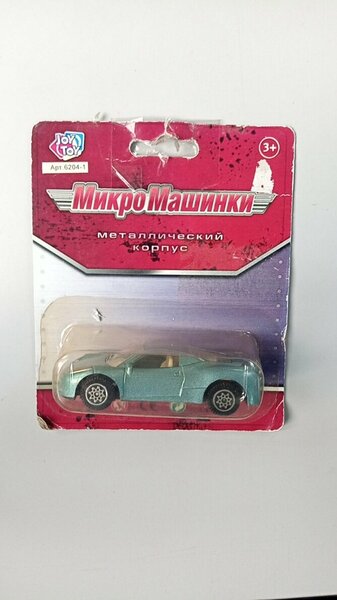 JOY
TOY
Арт.6204-1
3+
МикроМашинки
металлический
корпус